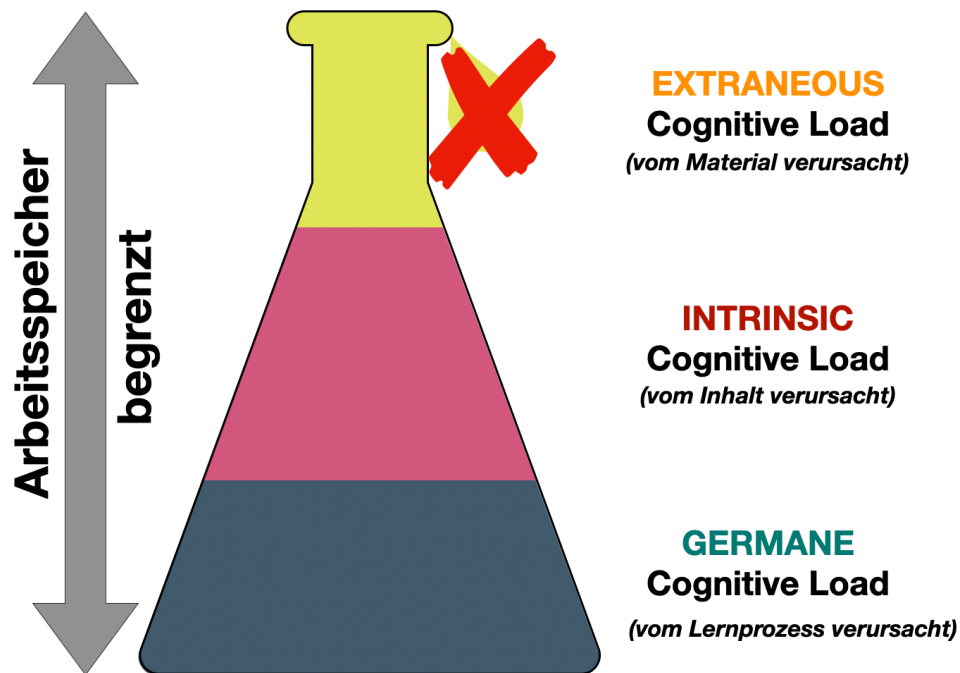 Arbeitsspeicher
begrenzt
EXTRANEOUS
Cognitive Load
(vom Material verursacht)
INTRINSIC
Cognitive Load
(vom Inhalt verursacht)
GERMANE
Cognitive Load
(vom Lernprozess verursacht)